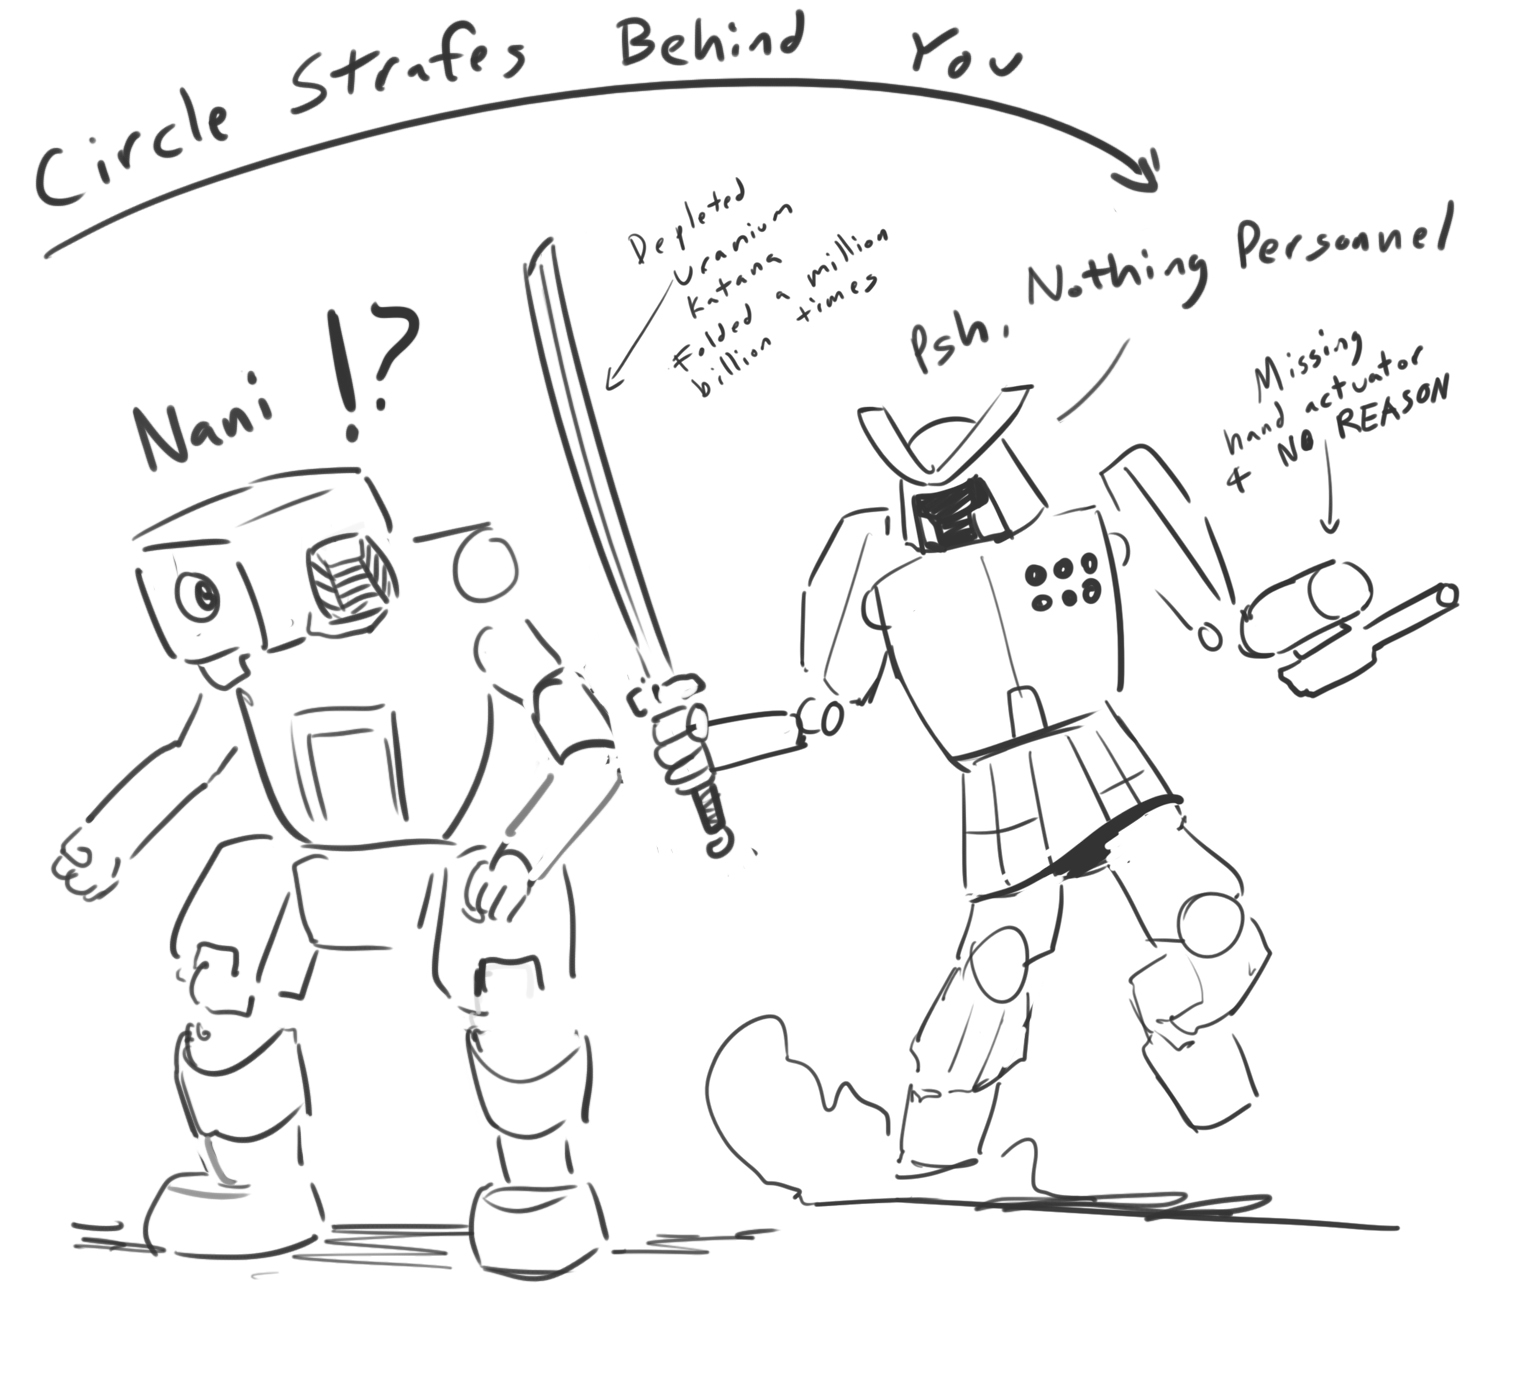 Circle Strafes Behind You
Depleted
uranium
katana
Folded a million
billion times
Psh, Nothing Personnel
Nani !?
Missing
hand actuator
4 NO REASON